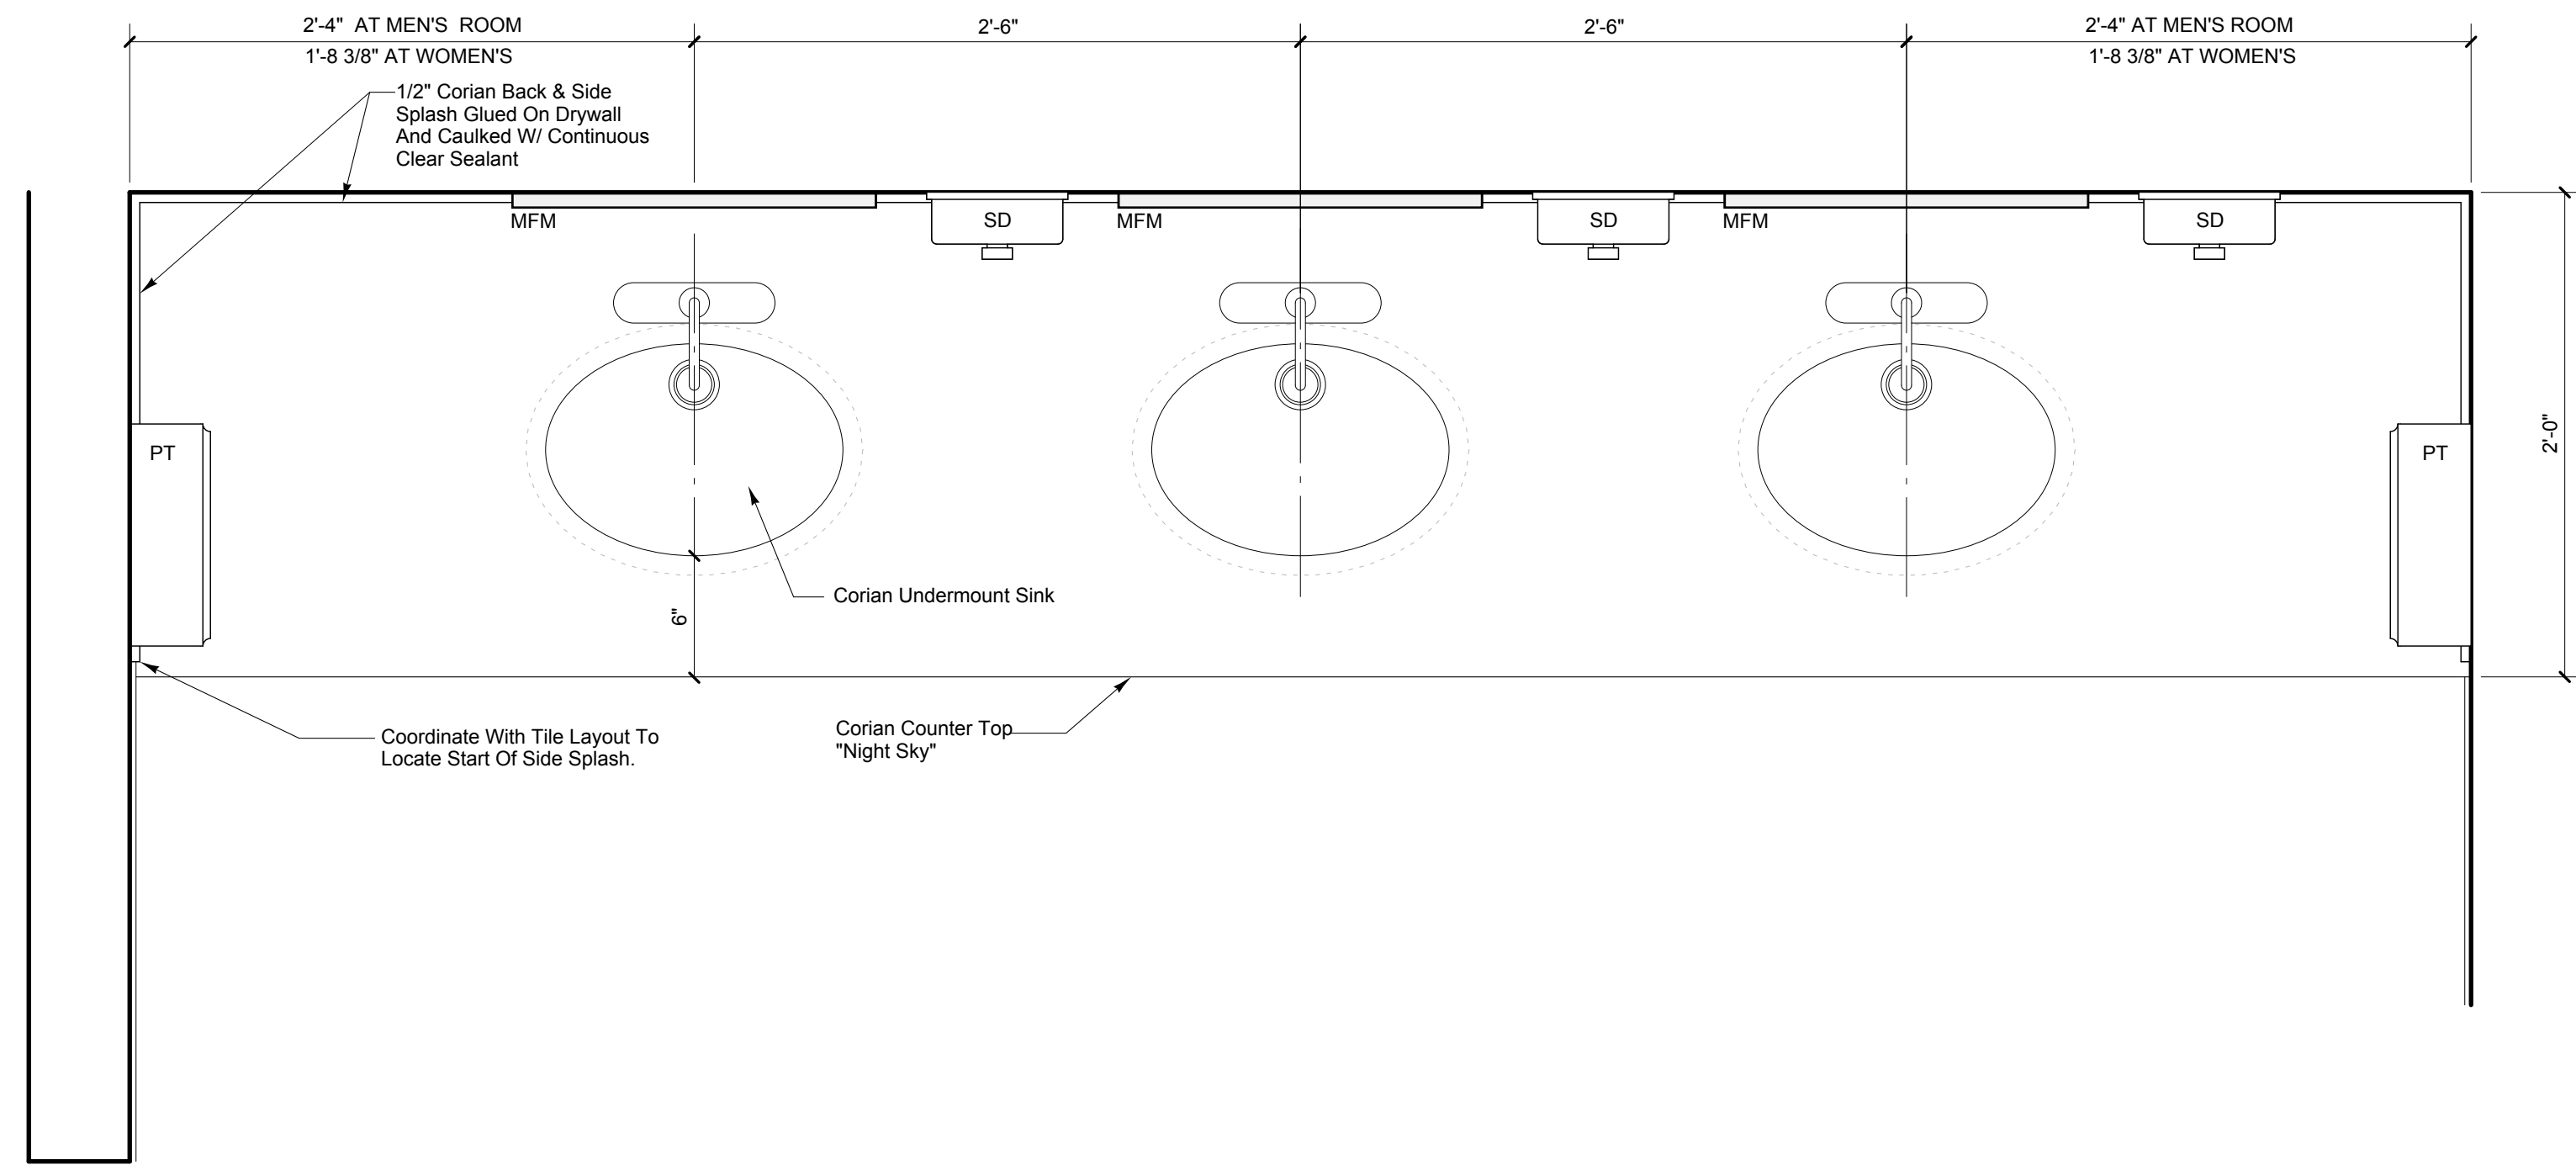 2'-4" AT MEN'S ROOM
1'-8 3/8" AT WOMEN'S
2'-6"
2'-6"
2'-4" AT MEN'S ROOM
1'-8 3/8" AT WOMEN'S
1/2" Corian Back & Side
Splash Glued On Drywall
And Caulked W/ Continuous
Clear Sealant
MFM
SD
MFM
SD
MFM
SD
PT
PT
2'-0"
Corian Undermount Sink
6"
Coordinate With Tile Layout To
Locate Start Of Side Splash.
Corian Counter Top
"Night Sky"